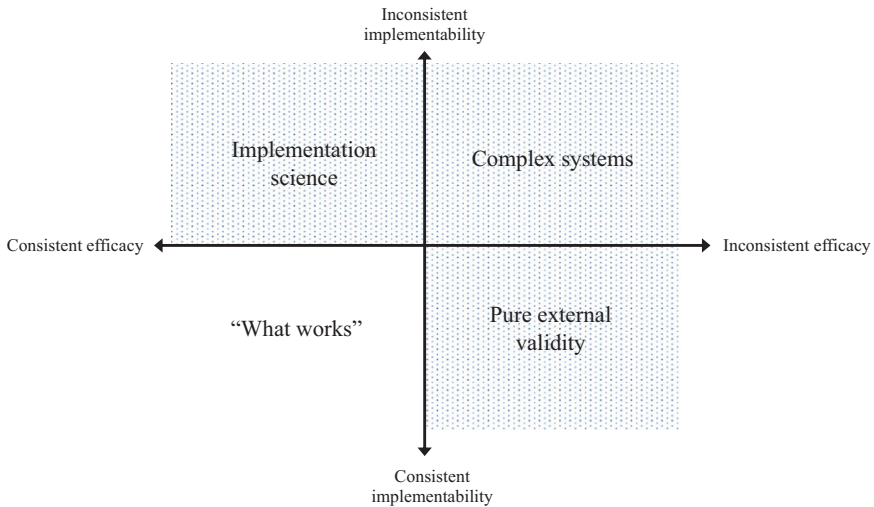 Inconsistent
implementability
Implementation
science
Complex systems
Consistent efficacy
Inconsistent efficacy
“What works”
Pure external
validity
Consistent
implementability